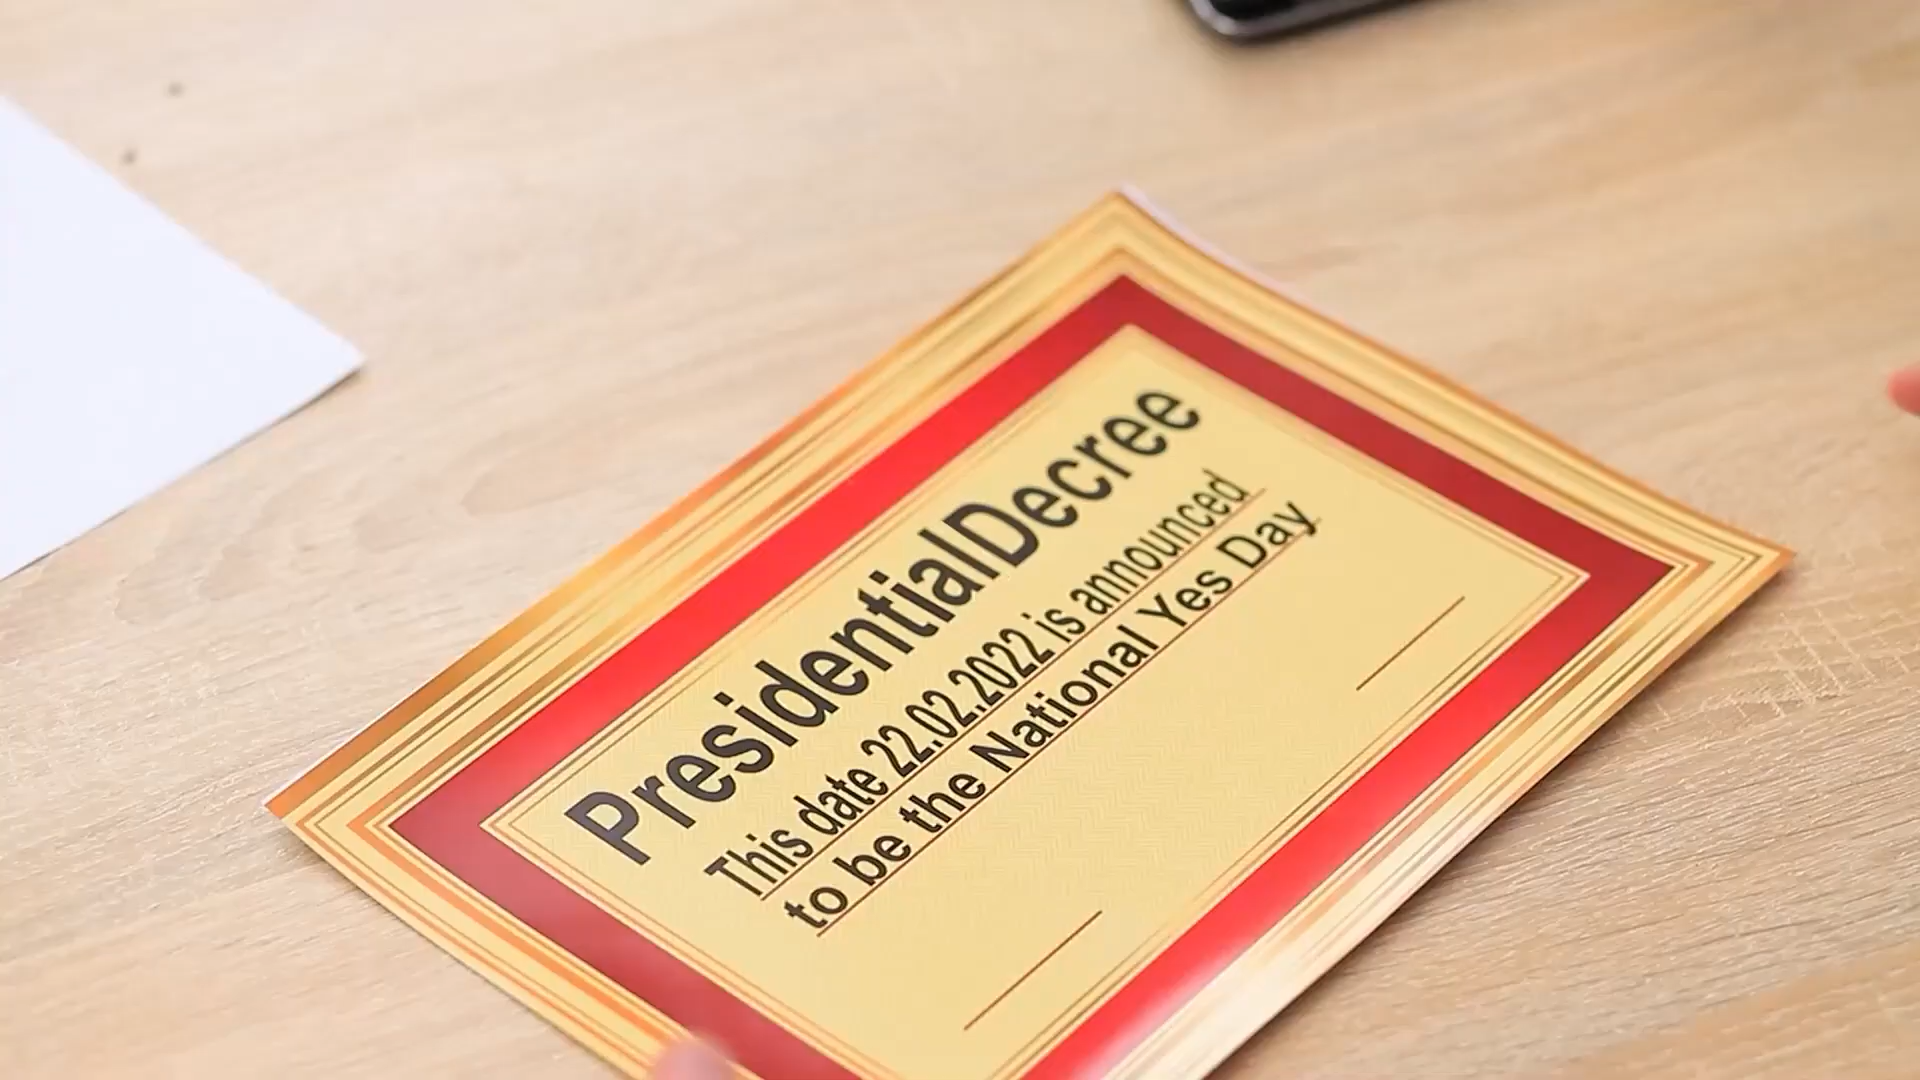 PresidentialDecree
This date 22.02.2022 is announced
to be the National Yes Day